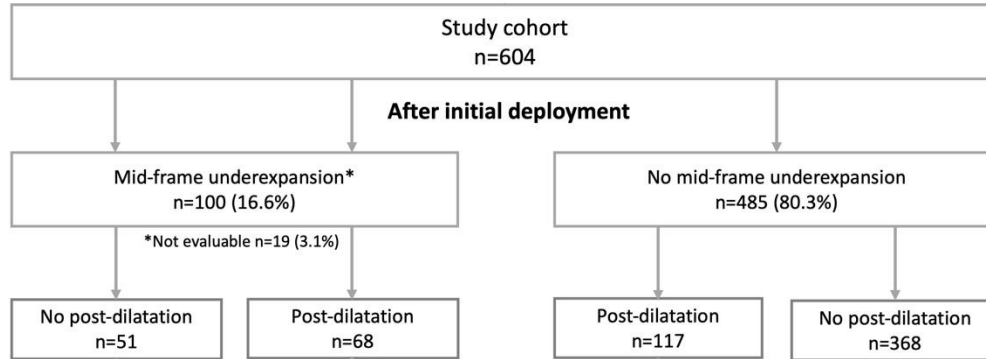 Study cohort
n=604
After initial deployment
Mid-frame underexpansion*
n=100 (16.6%)
No mid-frame underexpansion
n=485 (80.3%)
*Not evaluable n=19 (3.1%)
No post-dilatation
n=51
Post-dilatation
n=68
Post-dilatation
n=117
No post-dilatation
n=368